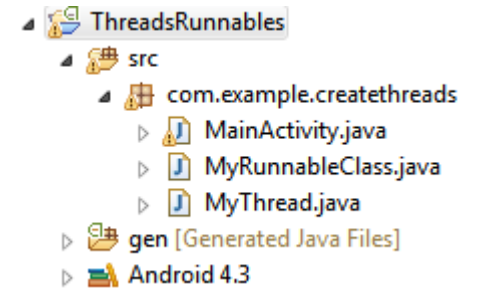 ThreadsRunnables
src
com.example.createthreads
MainActivity.java
MyRunnableClass.java
MyThread.java
gen [Generated Java Files]
Android 4.3